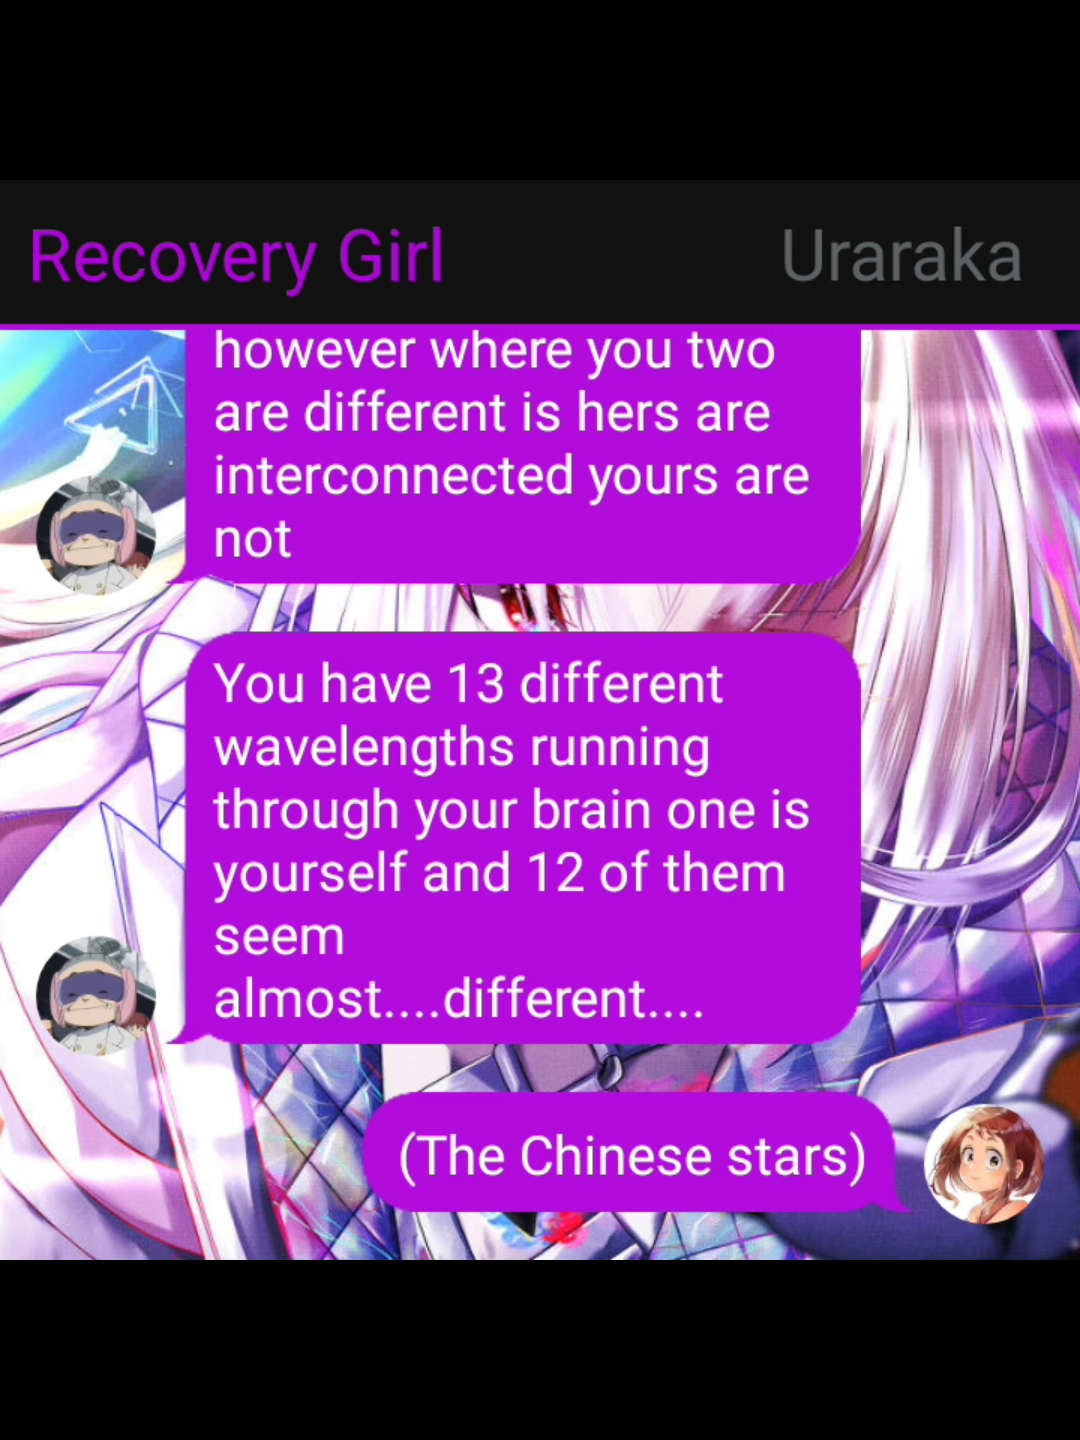 Recovery Girl
Uraraka
however where you two
are different is hers are
interconnected yours are
not
You have 13 different
wavelengths running
through your brain one is
yourself and 12 of them
seem
almost....different....
(The Chinese stars)